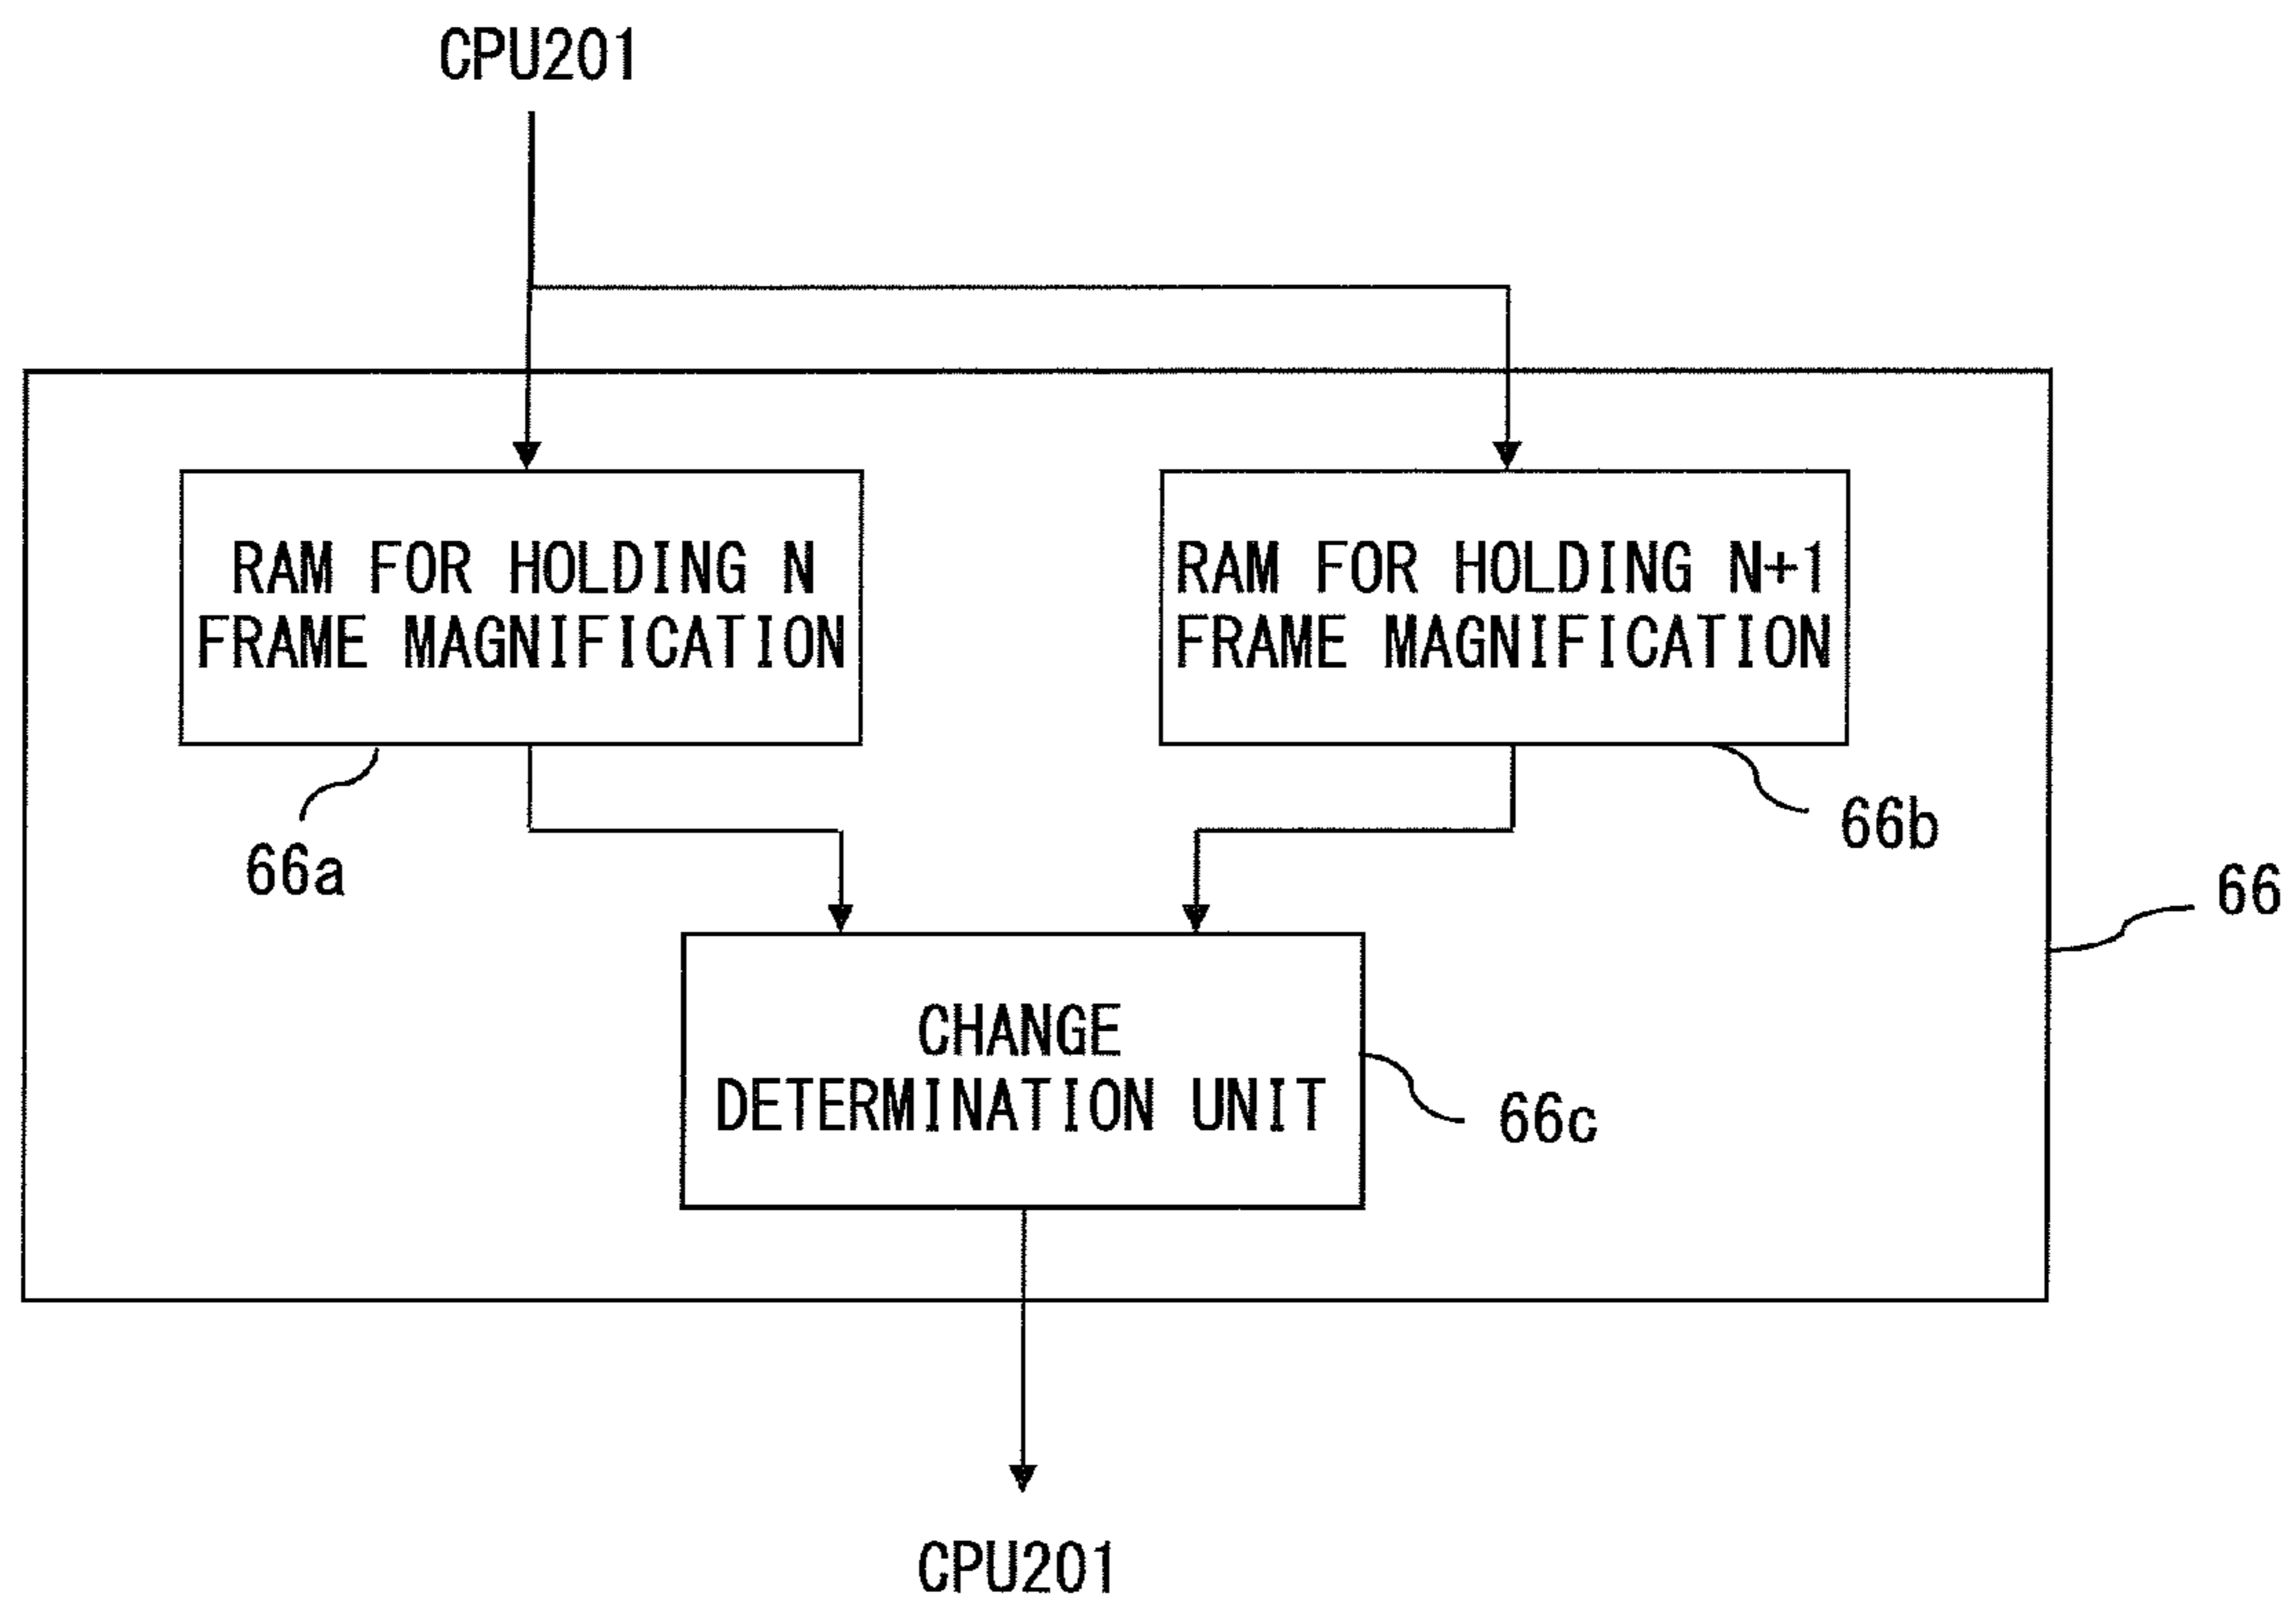 CPU201
RAM FOR HOLDING N
FRAME MAGNIFICATION
RAM FOR HOLDING N+1
FRAME MAGNIFICATION
66a
66b
66
CHANGE
DETERMINATION UNIT
66c
CPU201